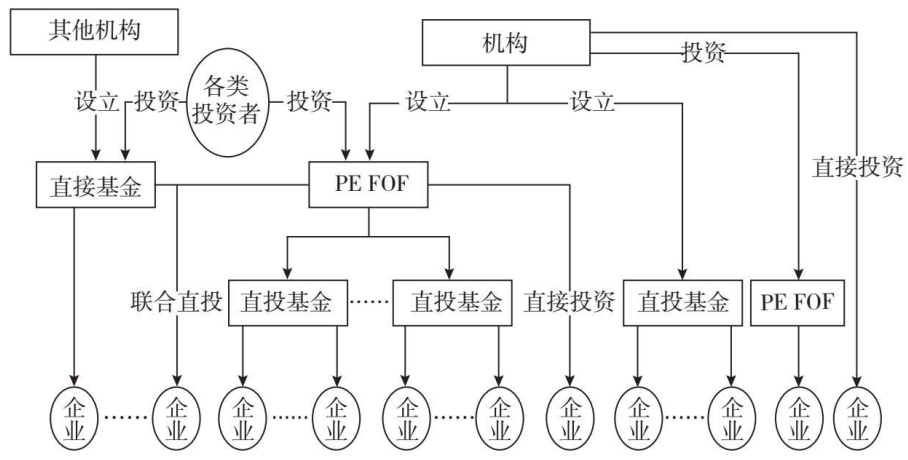 其他机构
机构
投资
各类
投资者
设立
投资
投资
设立
设立
直接投资
直接基金
PE FOF
联合直投
直投基金
……
直投基金
直接投资
直投基金
PE FOF
企业
……
企业
企业
……
企业
企业
……
企业
企业
企业
……
企业
企业
企业